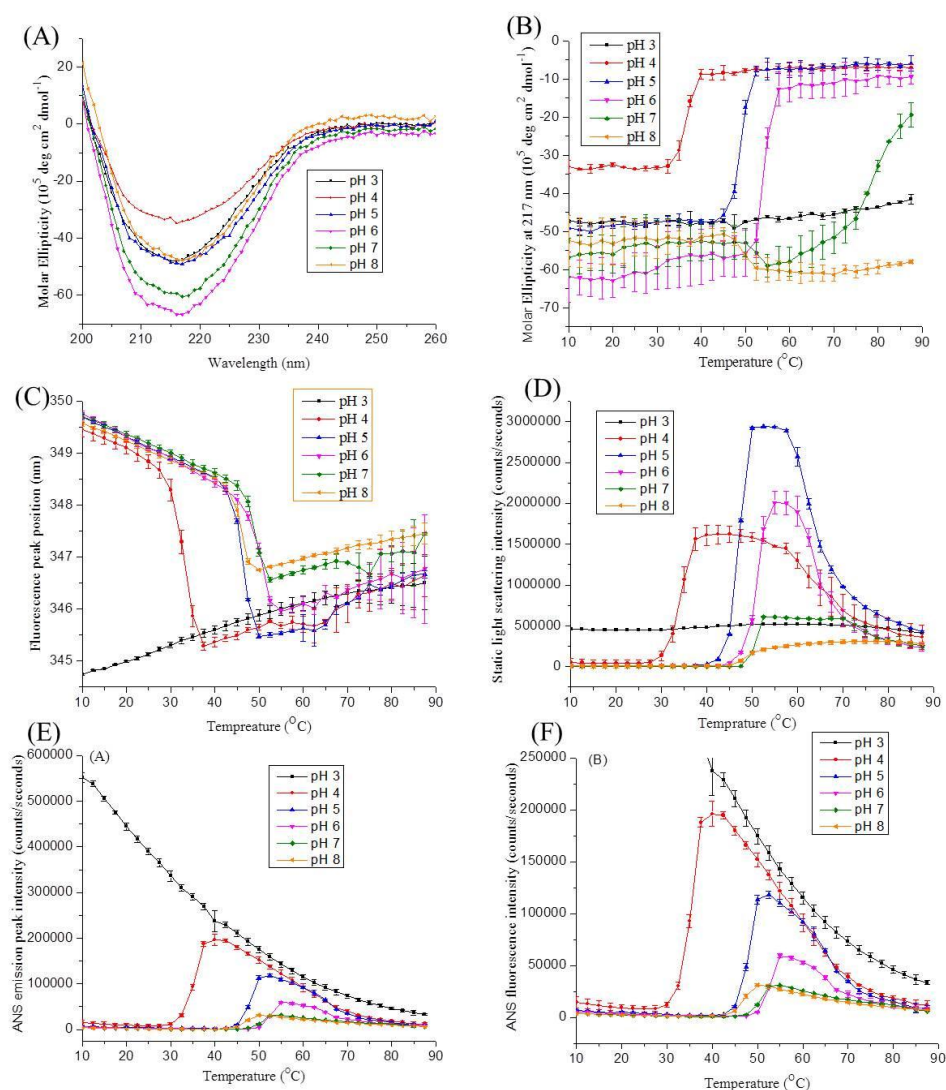 (A)
Molar Ellipticity (10⁵ deg cm² dmol⁻¹)
20
0
-20
-40
-60
200
210
220
230
240
250
260
Wavelength (nm)
pH 3
pH 4
pH 5
pH 6
pH 7
pH 8
(B)
Molar Ellipticity at 217 nm (10⁵ deg cm² dmol⁻¹)
0
-10
-20
-30
-40
-50
-60
-70
10
20
30
40
50
60
70
80
90
Temperature (°C)
pH 3
pH 4
pH 5
pH 6
pH 7
pH 8
(C)
Fluorescence peak position (nm)
350
349
348
347
346
345
10
20
30
40
50
60
70
80
90
Tempreature (°C)
pH 3
pH 4
pH 5
pH 6
pH 7
pH 8
(D)
Static light scattering intensity (counts/seconds)
3000000
2500000
2000000
1500000
1000000
500000
0
10
20
30
40
50
60
70
80
90
Temprature (°C)
pH 3
pH 4
pH 5
pH 6
pH 7
pH 8
(E)
(A)
ANS emission peak intensity (counts/seconds)
600000
500000
400000
300000
200000
100000
0
10
20
30
40
50
60
70
80
90
Temperature (°C)
pH 3
pH 4
pH 5
pH 6
pH 7
pH 8
(F)
(B)
ANS fluorescence intensity (counts/seconds)
250000
200000
150000
100000
50000
0
10
20
30
40
50
60
70
80
90
Temperature (°C)
pH 3
pH 4
pH 5
pH 6
pH 7
pH 8